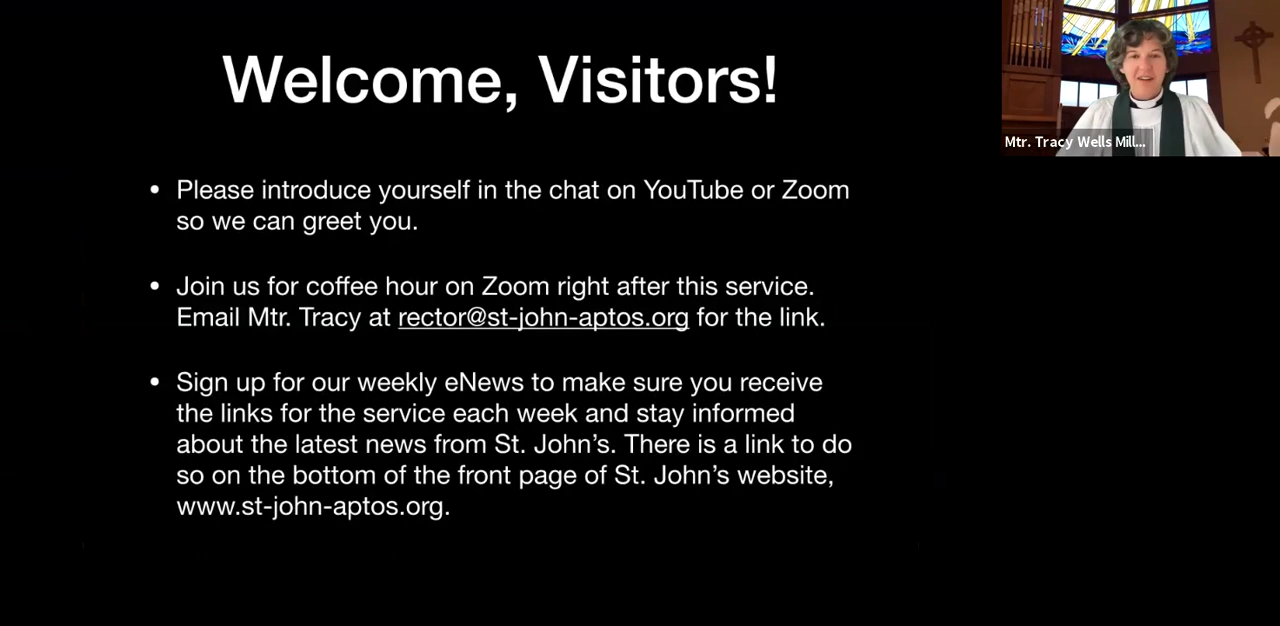 Welcome, Visitors!
Mtr. Tracy Wells Mill...
• Please introduce yourself in the chat on YouTube or Zoom
so we can greet you.
• Join us for coffee hour on Zoom right after this service.
Email Mtr. Tracy at rector@st-john-aptos.org for the link.
• Sign up for our weekly eNews to make sure you receive
the links for the service each week and stay informed
about the latest news from St. John’s. There is a link to do
so on the bottom of the front page of St. John’s website,
www.st-john-aptos.org.